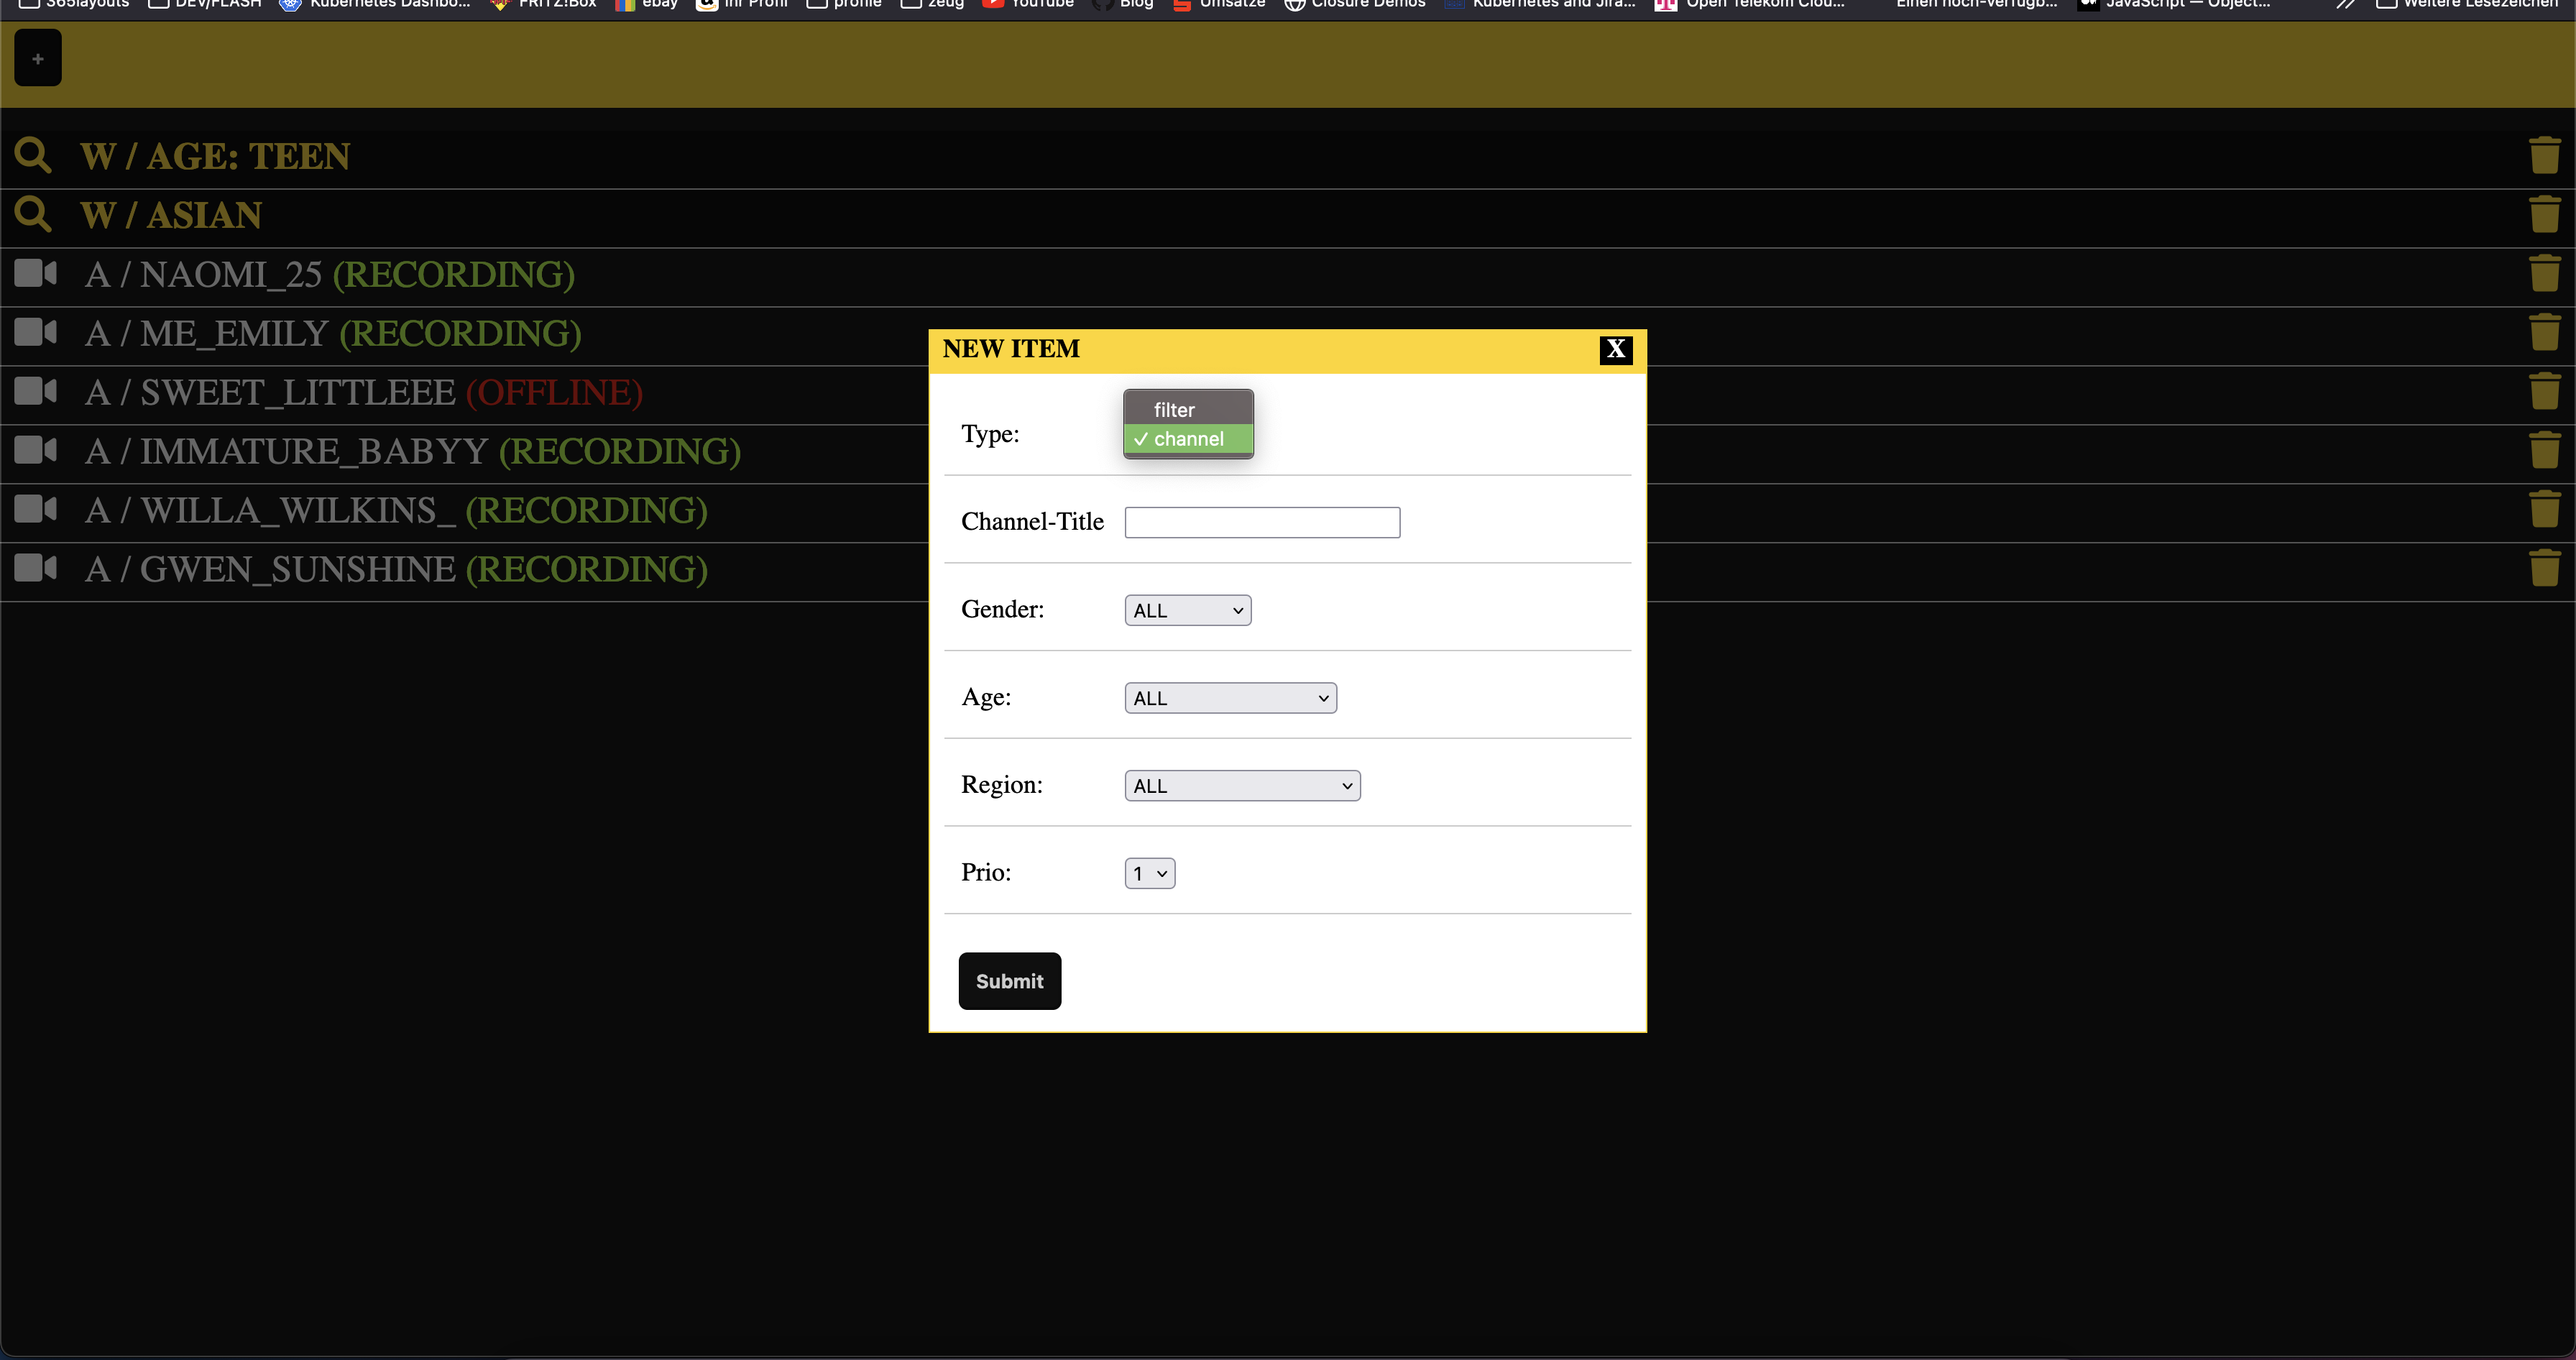 365layouts DEV/FLASH Kubernetes Dashbo... FRITZ!Box ebay Ihr Profil profile zeug YouTube Blog Umsätze Closure Demos Kubernetes and Jira... Open Telekom Clou... Einen noch-verfügb... JavaScript — Object... Weitere Lesezeichen
+
W / AGE: TEEN
W / ASIAN
A / NAOMI_25 (RECORDING)
A / ME_EMILY (RECORDING)
A / SWEET_LITTLEEE (OFFLINE)
A / IMMATURE_BABYY (RECORDING)
A / WILLA_WILKINS_ (RECORDING)
A / GWEN_SUNSHINE (RECORDING)
NEW ITEM X
filter
Type: ✓ channel
Channel-Title
Gender: ALL
Age: ALL
Region: ALL
Prio: 1
Submit